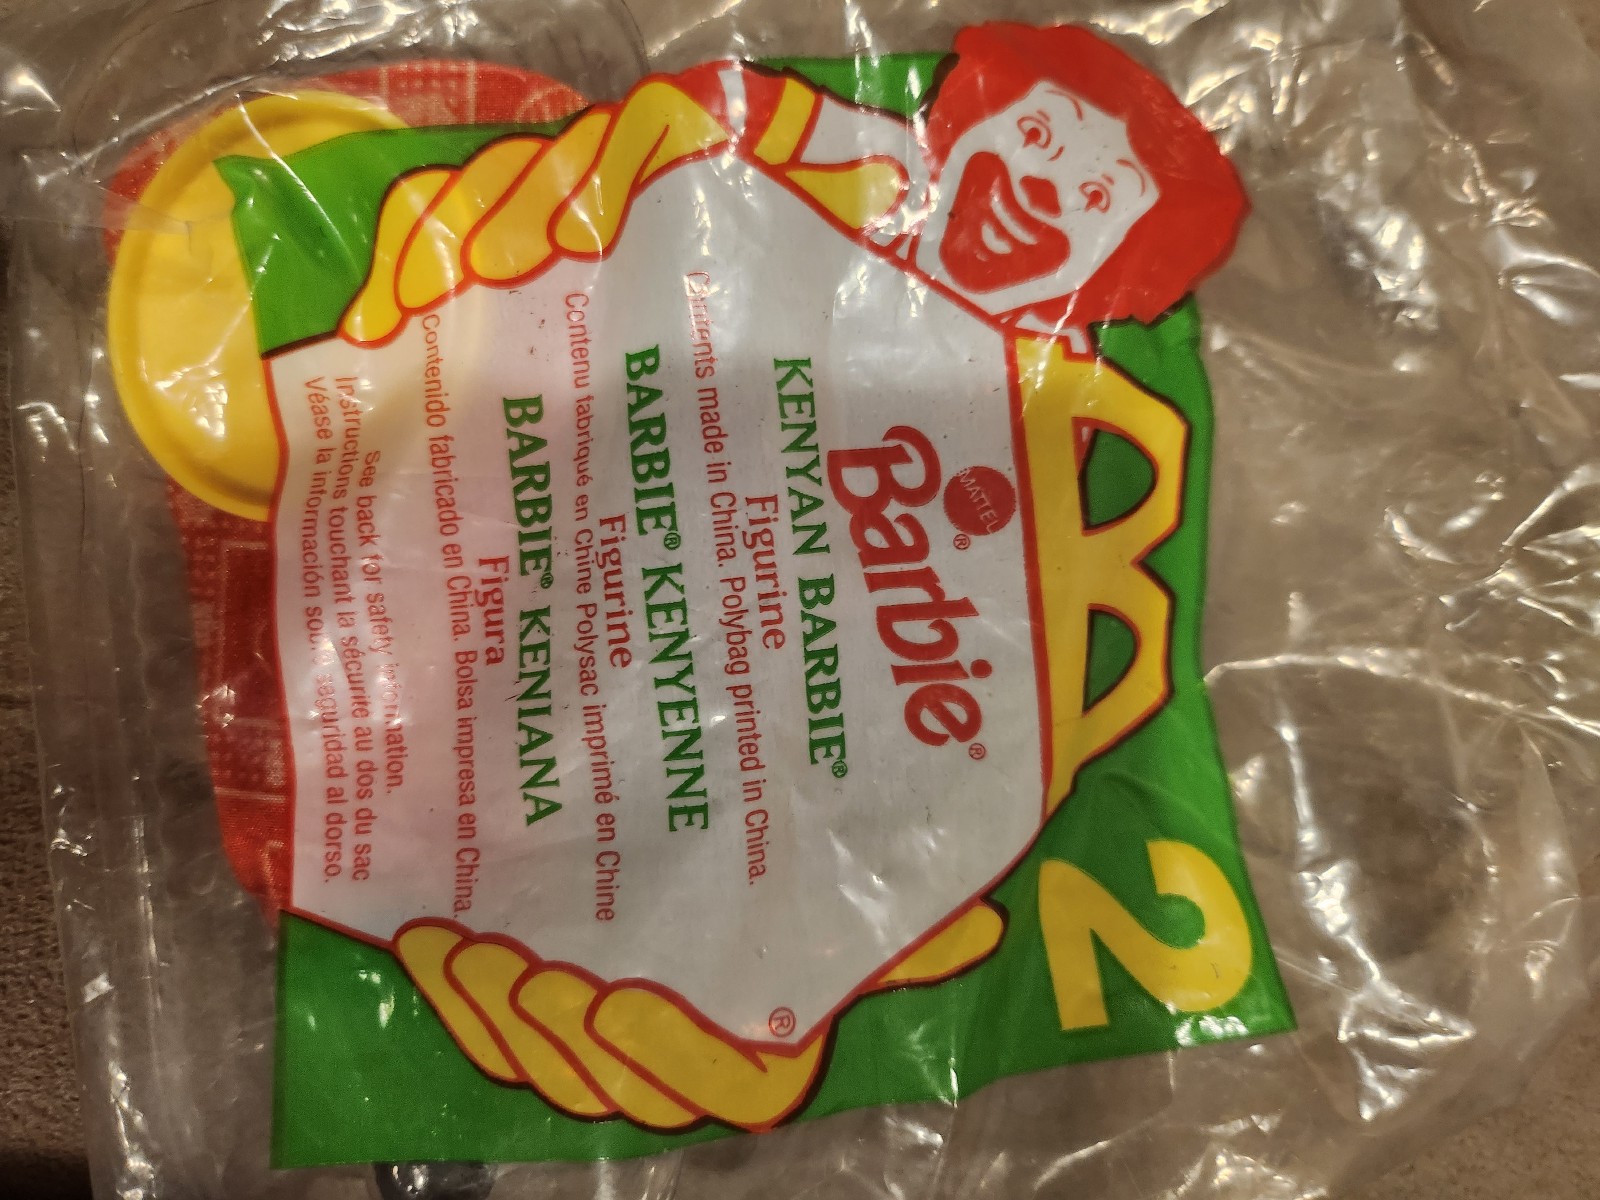 2
MATTEL ®
Barbie®
KENYAN BARBIE®
Figurine
Contents made in China. Polybag printed in China.
BARBIE® KENYENNE
Figurine
Contenu fabriqué en Chine Polysac imprimé en Chine
BARBIE® KENIANA
Figura
Contenido fabricado en China. Bolsa impresa en China.
See back for safety information.
Instructions touchant la sécurité au dos du sac
Véase la información sobre seguridad al dorso.
®